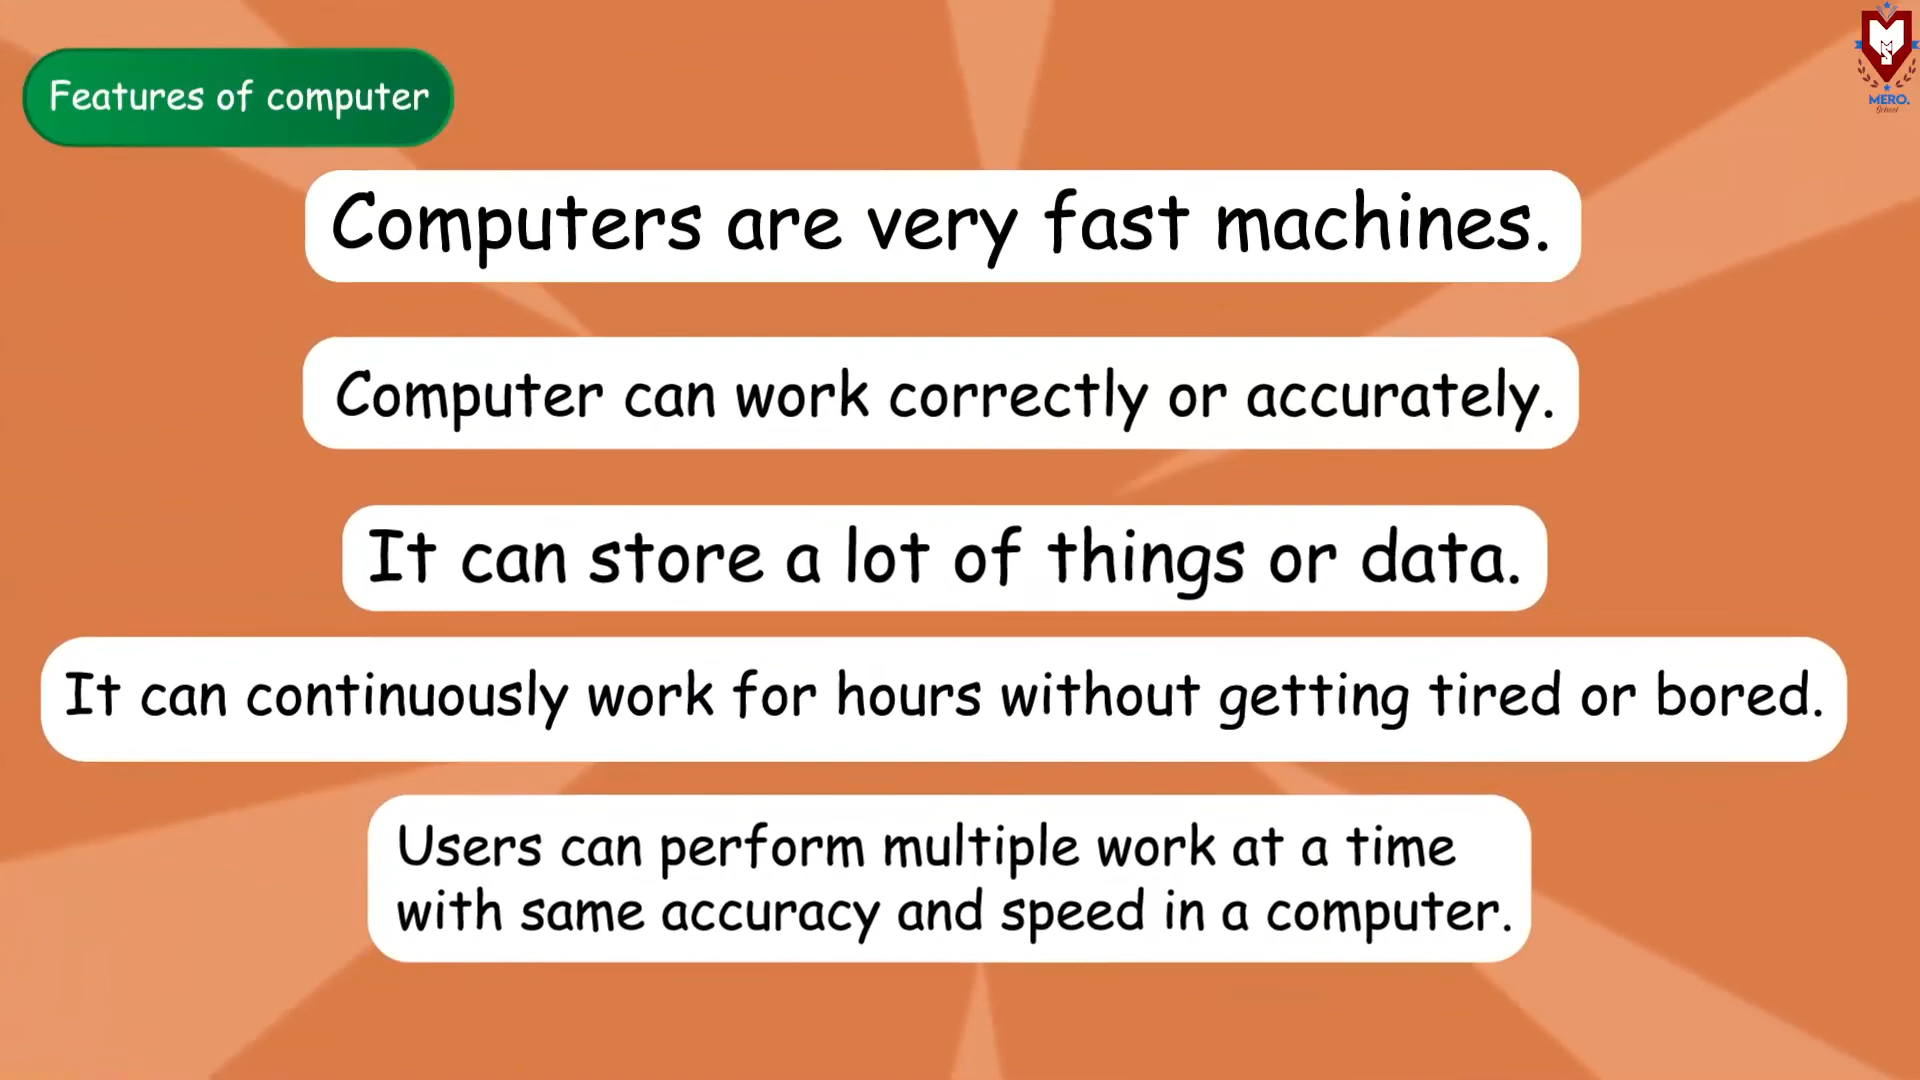 Features of computer
MERO.
School
Computers are very fast machines.
Computer can work correctly or accurately.
It can store a lot of things or data.
It can continuously work for hours without getting tired or bored.
Users can perform multiple work at a time
with same accuracy and speed in a computer.